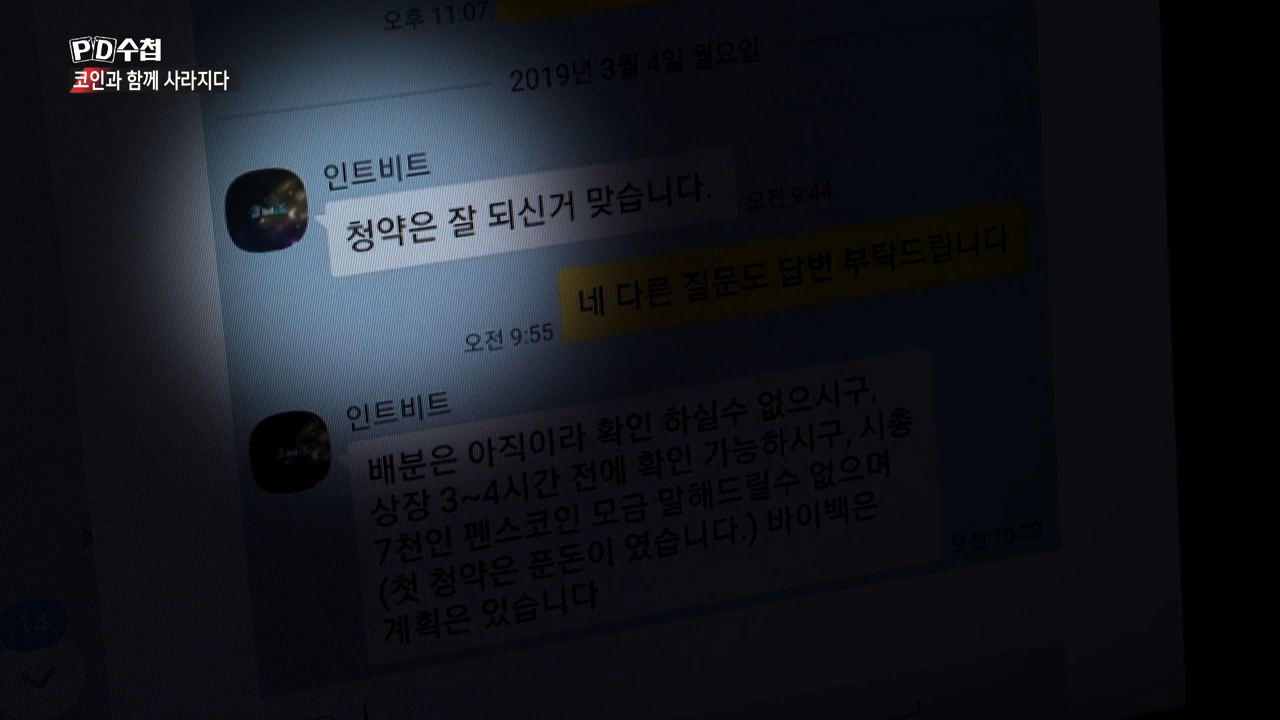 PD수첩
코인과 함께 사라지다
오후 11:07
2019년 3월 4일 월요일
인트비트
청약은 잘 되신거 맞습니다.
오전 9:44
네 다른 질문도 답변 부탁드립니다
오전 9:55
인트비트
배분은 아직이라 확인 하실수 없으시구,
상장 3~4시간 전에 확인 가능하시구, 시총
7천인 펜스코인 모금 말해드릴수 없으며
(첫 청약은 푼돈이 였습니다.) 바이백은
계획은 있습니다
오전 10:29
14